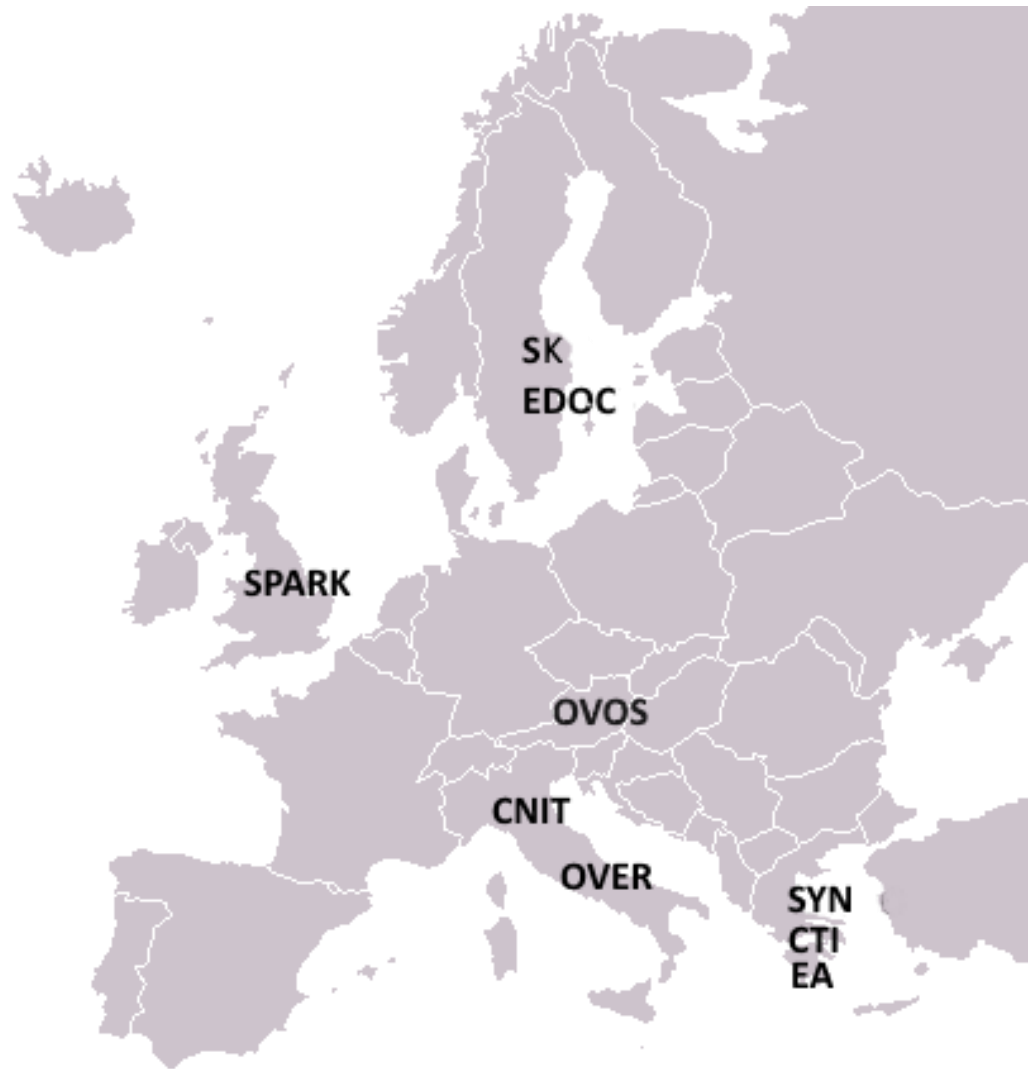 SK
EDOC
SPARK
OVOS
CNIT
OVER
SYN
CTI
EA